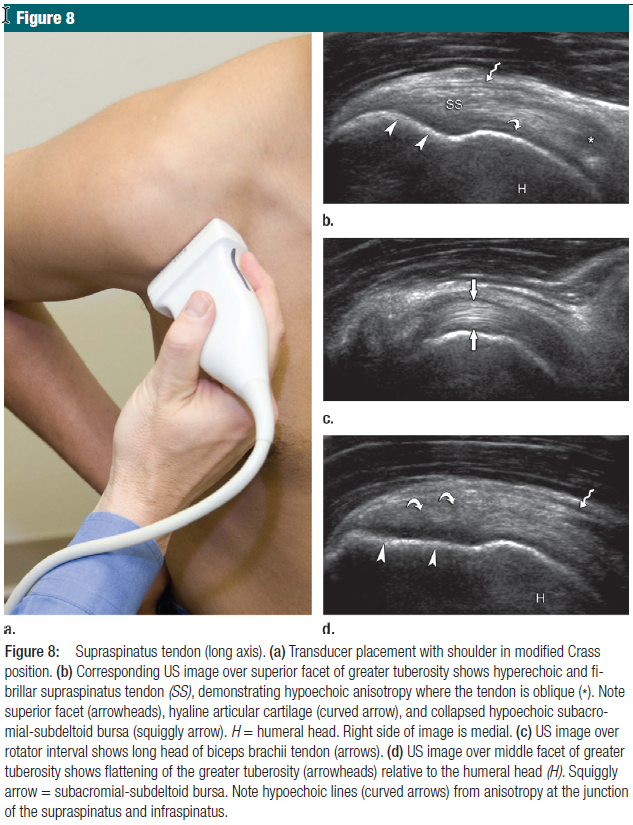 Figure 8
SS
*
H
b.
c.
H
a.
d.
Figure 8: Supraspinatus tendon (long axis). (a) Transducer placement with shoulder in modified Crass
position. (b) Corresponding US image over superior facet of greater tuberosity shows hyperechoic and fi-
brillar supraspinatus tendon (SS), demonstrating hypoechoic anisotropy where the tendon is oblique (*). Note
superior facet (arrowheads), hyaline articular cartilage (curved arrow), and collapsed hypoechoic subacro-
mial-subdeltoid bursa (squiggly arrow). H = humeral head. Right side of image is medial. (c) US image over
rotator interval shows long head of biceps brachii tendon (arrows). (d) US image over middle facet of greater
tuberosity shows flattening of the greater tuberosity (arrowheads) relative to the humeral head (H). Squiggly
arrow = subacromial-subdeltoid bursa. Note hypoechoic lines (curved arrows) from anisotropy at the junction
of the supraspinatus and infraspinatus.